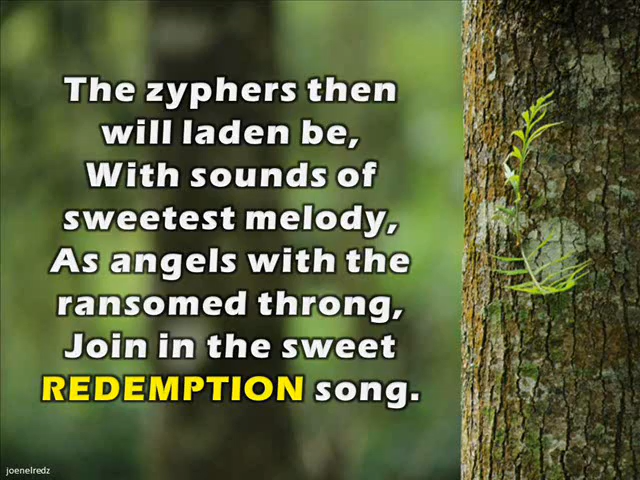 The zyphers then
will laden be,
With sounds of
sweetest melody,
As angels with the
ransomed throng,
Join in the sweet
REDEMPTION song.
joenelredz